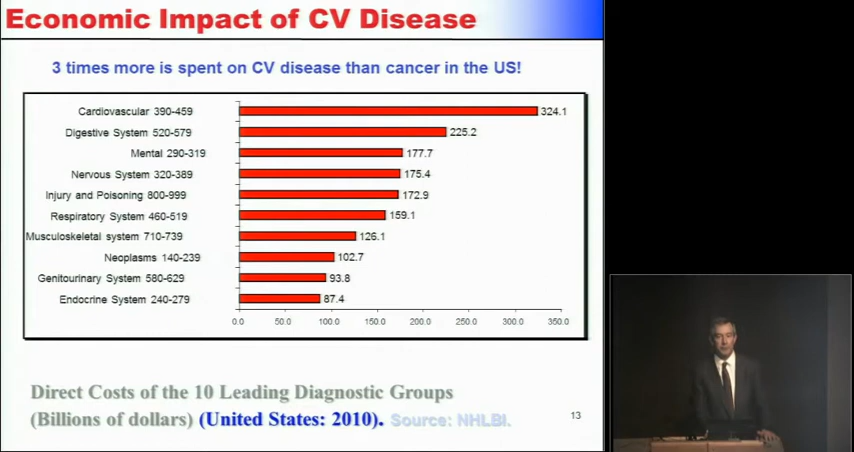 Economic Impact of CV Disease
3 times more is spent on CV disease than cancer in the US!
Cardiovascular 390-459 324.1
Digestive System 520-579 225.2
Mental 290-319 177.7
Nervous System 320-389 175.4
Injury and Poisoning 800-999 172.9
Respiratory System 460-519 159.1
Musculoskeletal system 710-739 126.1
Neoplasms 140-239 102.7
Genitourinary System 580-629 93.8
Endocrine System 240-279 87.4
0.0 50.0 100.0 150.0 200.0 250.0 300.0 350.0
Direct Costs of the 10 Leading Diagnostic Groups
(Billions of dollars) (United States: 2010). Source: NHLBI.
13